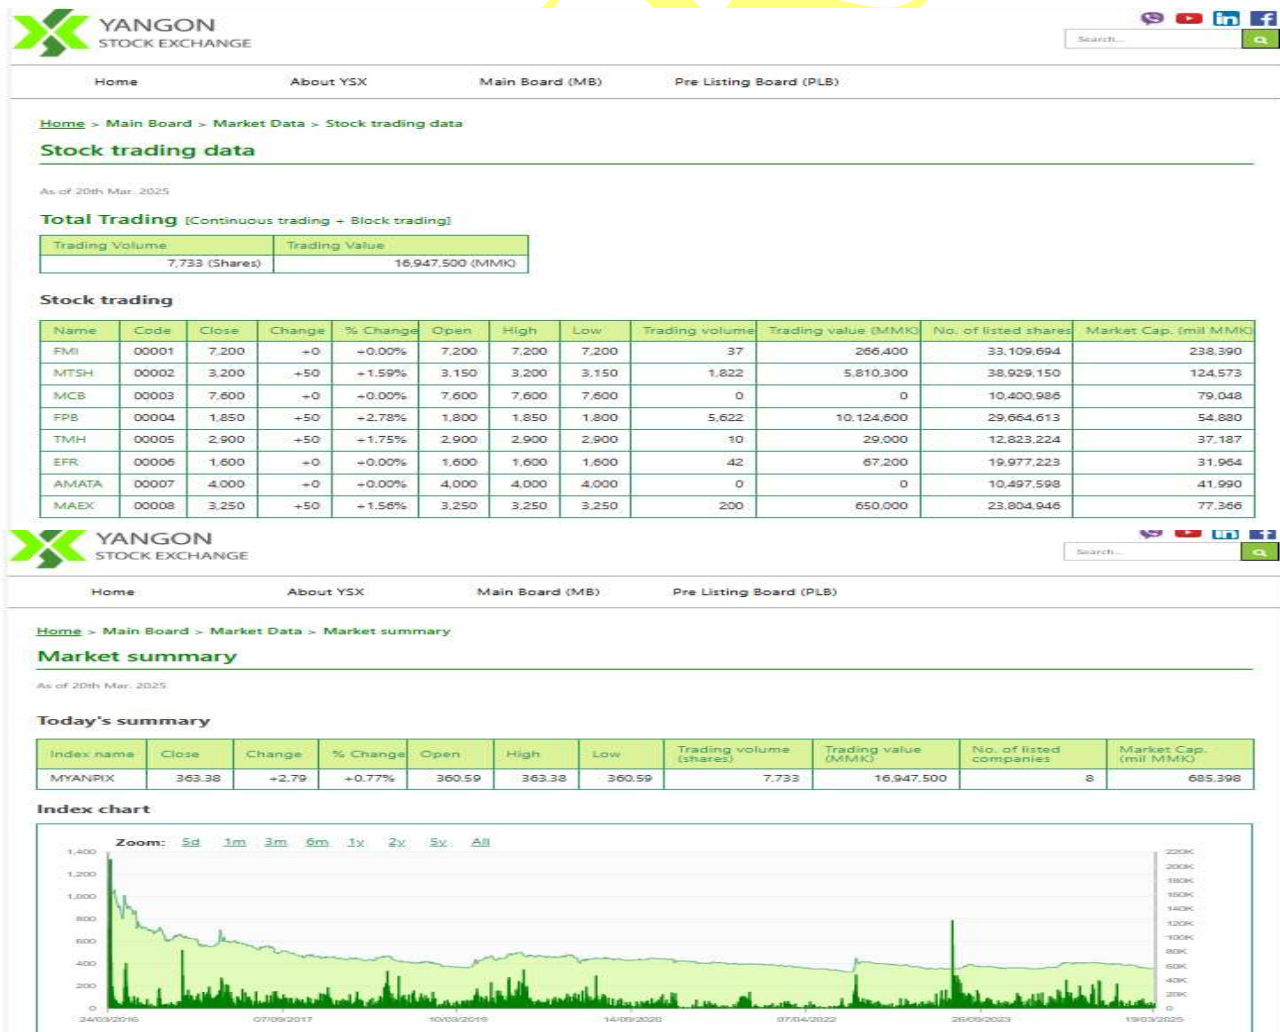 YANGON
STOCK EXCHANGE
Search...
Home About YSX Main Board (MB) Pre Listing Board (PLB)
Home > Main Board > Market Data > Stock trading data
Stock trading data
As of 20th Mar. 2025
Total Trading [Continuous trading + Block trading]
Trading Volume Trading Value
7,733 (Shares) 16,947,500 (MMK)
Stock trading
Name Code Close Change % Change Open High Low Trading volume Trading value (MMK) No. of listed shares Market Cap. (mil MMK)
FMI 00001 7,200 +0 +0.00% 7,200 7,200 7,200 37 266,400 33,109,694 238,390
MTSH 00002 3,200 +50 +1.59% 3,150 3,200 3,150 1,822 5,810,300 38,929,150 124,573
MCB 00003 7,600 +0 +0.00% 7,600 7,600 7,600 0 0 10,400,986 79,048
FPB 00004 1,850 +50 +2.78% 1,800 1,850 1,800 5,622 10,124,600 29,664,613 54,880
TMH 00005 2,900 +50 +1.75% 2,900 2,900 2,900 10 29,000 12,823,224 37,187
EFR 00006 1,600 +0 +0.00% 1,600 1,600 1,600 42 67,200 19,977,223 31,964
AMATA 00007 4,000 +0 +0.00% 4,000 4,000 4,000 0 0 10,497,598 41,990
MAEX 00008 3,250 +50 +1.56% 3,250 3,250 3,250 200 650,000 23,804,946 77,366
YANGON
STOCK EXCHANGE
Search...
Home About YSX Main Board (MB) Pre Listing Board (PLB)
Home > Main Board > Market Data > Market summary
Market summary
As of 20th Mar. 2025
Today's summary
Index name Close Change % Change Open High Low Trading volume (shares) Trading value (MMK) No. of listed companies Market Cap. (mil MMK)
MYANPIX 363.38 +2.79 +0.77% 360.59 363.38 360.59 7,733 16,947,500 8 685,398
Index chart
Zoom: 5d 1m 3m 6m 1y 2y 5y All
1,400 220K
1,200 200K
180K
1,000 160K
140K
800 120K
600 100K
80K
400 60K
200 40K
20K
0 0
24/03/2016 07/09/2017 10/03/2019 14/09/2020 07/04/2022 26/09/2023 19/03/2025